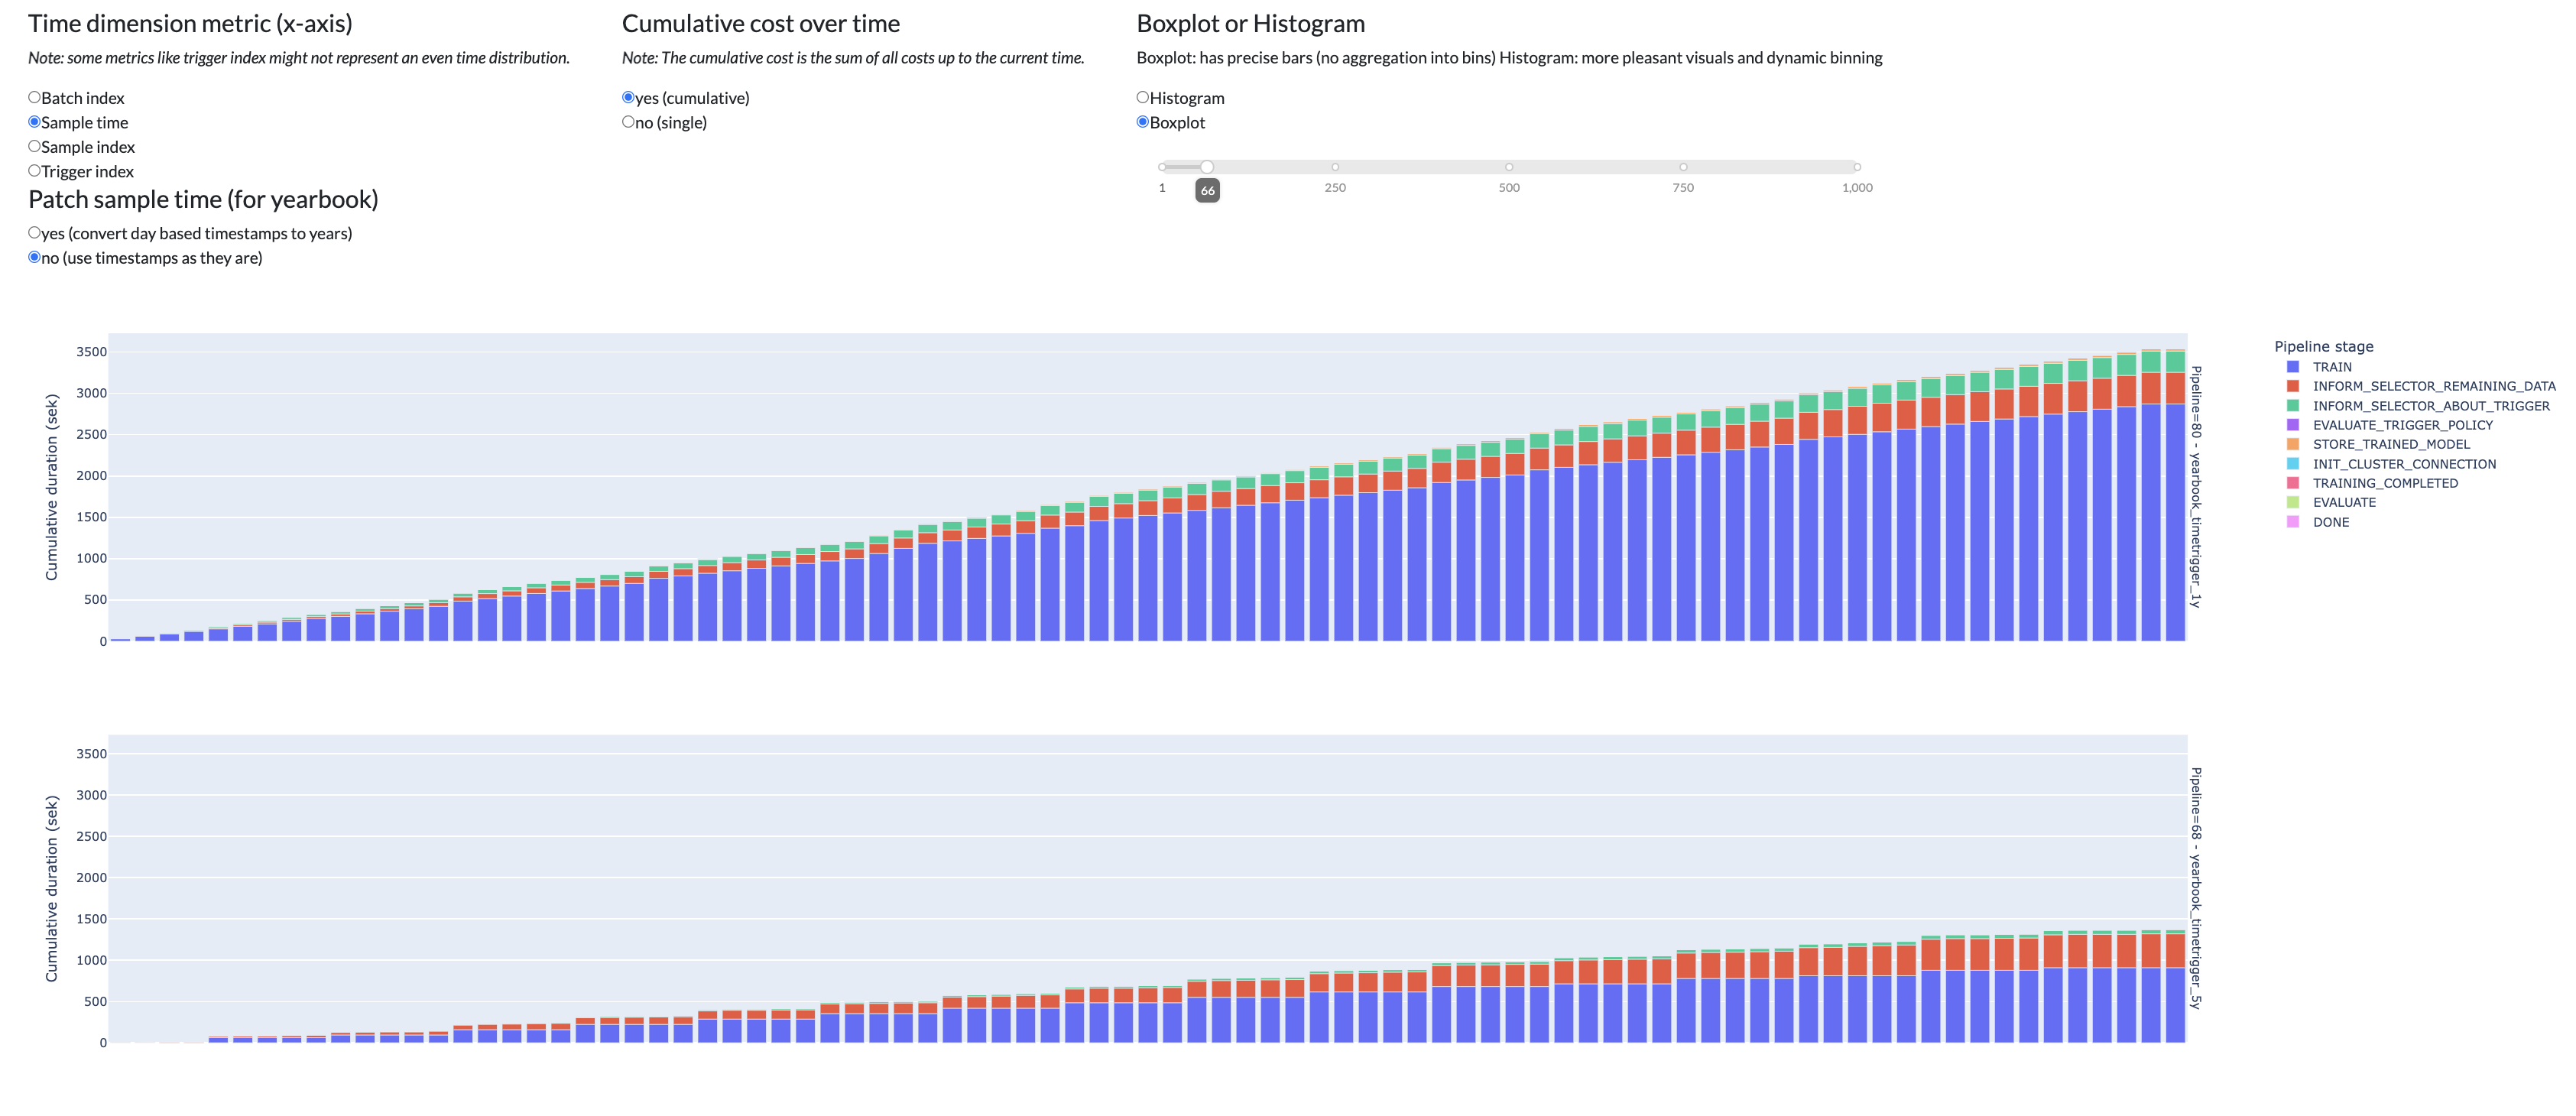 Time dimension metric (x-axis)
Note: some metrics like trigger index might not represent an even time distribution.
Batch index
Sample time
Sample index
Trigger index
Patch sample time (for yearbook)
yes (convert day based timestamps to years)
no (use timestamps as they are)
Cumulative cost over time
Note: The cumulative cost is the sum of all costs up to the current time.
yes (cumulative)
no (single)
Boxplot or Histogram
Boxplot: has precise bars (no aggregation into bins) Histogram: more pleasant visuals and dynamic binning
Histogram
Boxplot
1
66
250
500
750
1,000
Cumulative duration (sek)
3500
3000
2500
2000
1500
1000
500
0
Pipeline=80 - yearbook_timetrigger_1y
Pipeline stage
TRAIN
INFORM_SELECTOR_REMAINING_DATA
INFORM_SELECTOR_ABOUT_TRIGGER
EVALUATE_TRIGGER_POLICY
STORE_TRAINED_MODEL
INIT_CLUSTER_CONNECTION
TRAINING_COMPLETED
EVALUATE
DONE
Cumulative duration (sek)
3500
3000
2500
2000
1500
1000
500
0
Pipeline=68 - yearbook_timetrigger_5y